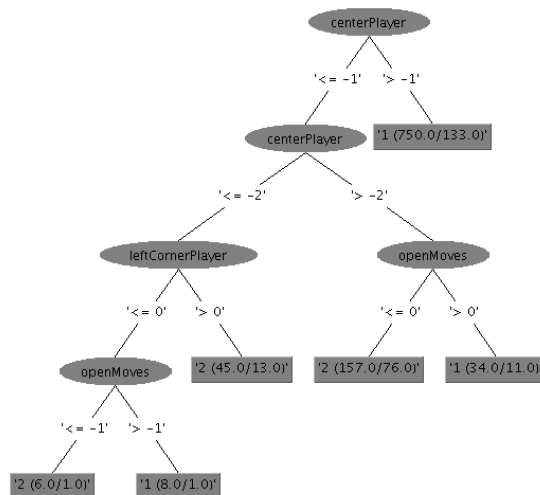 centerPlayer
'<= -1' '> -1'
centerPlayer '1 (750.0/133.0)'
'<= -2' '> -2'
leftCornerPlayer openMoves
'<= 0' '> 0' '<= 0' '> 0'
openMoves '2 (45.0/13.0)' '2 (157.0/76.0)' '1 (34.0/11.0)'
'<= -1' '> -1'
'2 (6.0/1.0)' '1 (8.0/1.0)'